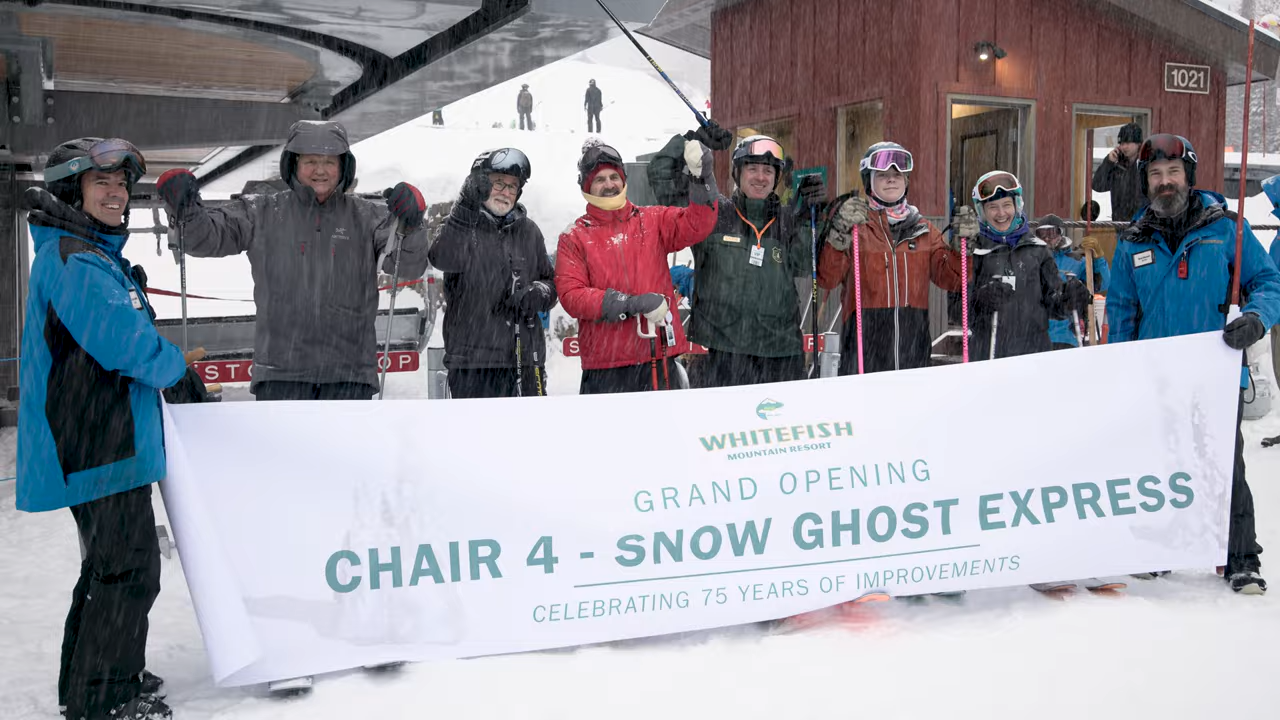 1021
STOP
WHITEFISH
MOUNTAIN RESORT
GRAND OPENING
CHAIR 4 - SNOW GHOST EXPRESS
CELEBRATING 75 YEARS OF IMPROVEMENTS